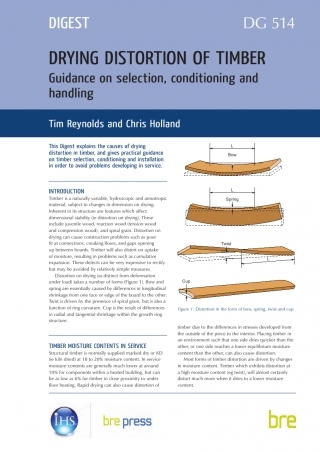 DIGEST
DG 514
DRYING DISTORTION OF TIMBER
Guidance on selection, conditioning and
handling
Tim Reynolds and Chris Holland
This Digest explains the causes of drying
distortion in timber, and gives practical guidance
on timber selection, conditioning and installation
in order to avoid problems developing in service.
INTRODUCTION
Timber is a naturally variable, hygroscopic and anisotropic
material, subject to changes in dimension on drying.
Inherent in its structure are features which affect
dimensional stability (ie distortion on drying). These
include juvenile wood, reaction wood (tension wood
and compression wood), and spiral grain. Distortion on
drying can cause construction problems such as poor
fit at connections, creaking floors, and gaps opening
up between boards. Timber will also distort on uptake
of moisture, resulting in problems such as cumulative
expansion. These defects can be very expensive to rectify
but may be avoided by relatively simple measures.
Distortion on drying (as distinct from deformation
under load) takes a number of forms (Figure 1). Bow and
spring are essentially caused by differences in longitudinal
shrinkage from one face or edge of the board to the other.
Twist is driven by the presence of spiral grain, but is also a
function of ring curvature. Cup is the result of differences
in radial and tangential shrinkage within the growth ring
structure.
TIMBER MOISTURE CONTENTS IN SERVICE
Structural timber is normally supplied marked dry or KD
(ie kiln dried) at 18 to 20% moisture content. In service
moisture contents are generally much lower at around
10% for components within a heated building, but can
be as low as 6% for timber in close proximity to under
floor heating. Rapid drying can also cause distortion of
L
Bow
L
Spring
Twist
Cup
Figure 1: Distortion in the form of bow, spring, twist and cup
timber due to the differences in stresses developed from
the outside of the piece to the interior. Placing timber in
an environment such that one side dries quicker than the
other, or one side reaches a lower equilibrium moisture
content than the other, can also cause distortion.
Most forms of timber distortion are driven by changes
in moisture content. Timber which exhibits distortion at
a high moisture content (eg twist), will almost certainly
distort much more when it dries to a lower moisture
content.
IHS
bre press
bre